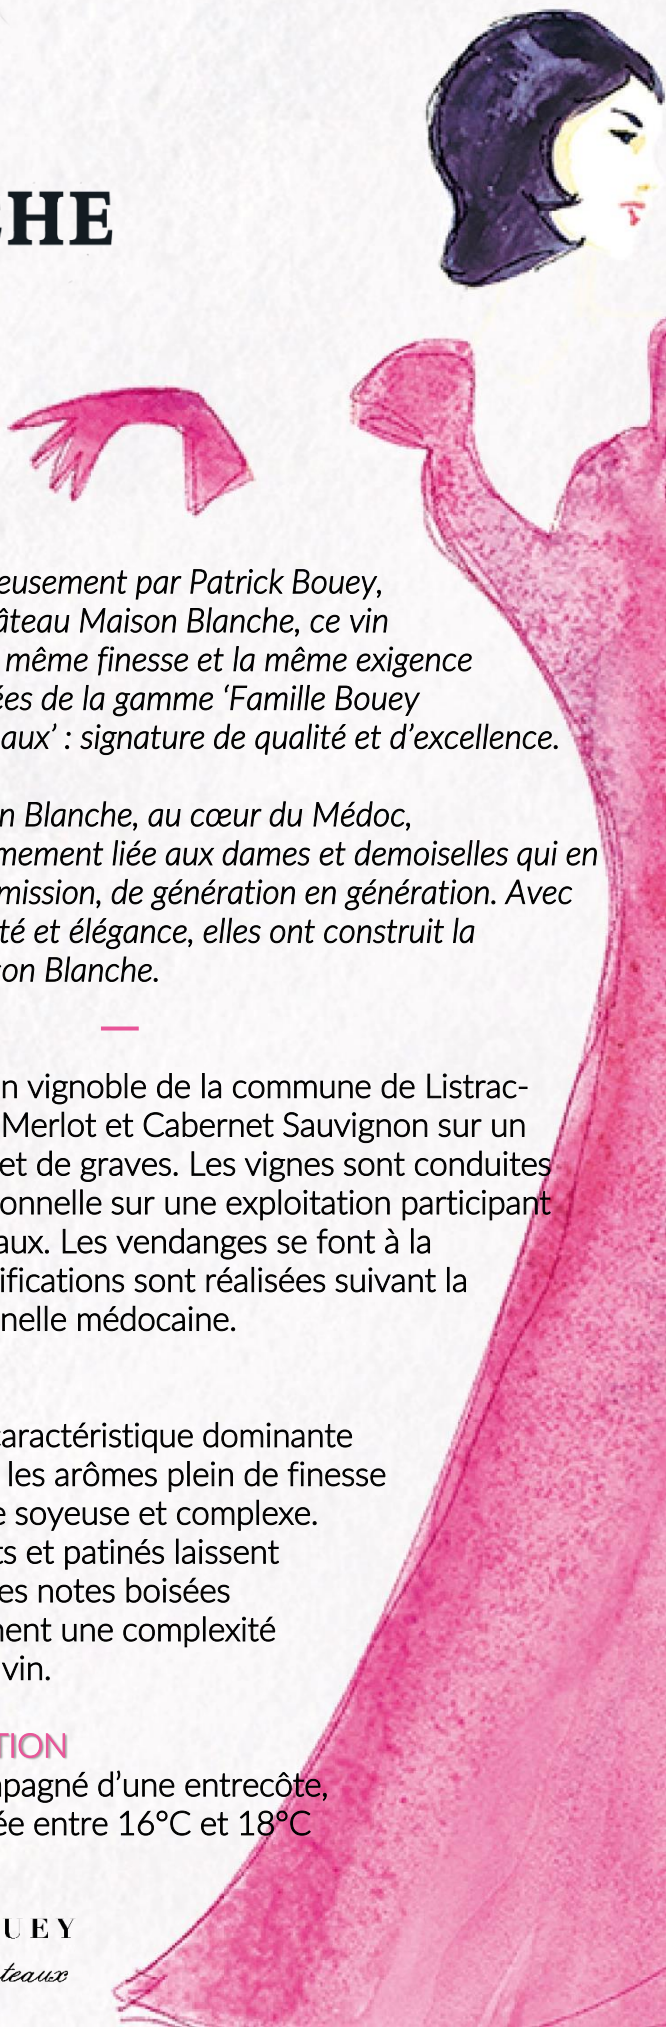 CHE
eusement par Patrick Bouey,
âteau Maison Blanche, ce vin
même finesse et la même exigence
ées de la gamme ‘Famille Bouey
aux’ : signature de qualité et d’excellence.
n Blanche, au cœur du Médoc,
mement liée aux dames et demoiselles qui en
mission, de génération en génération. Avec
té et élégance, elles ont construit la
son Blanche.
n vignoble de la commune de Listrac-
Merlot et Cabernet Sauvignon sur un
et de graves. Les vignes sont conduites
onnelle sur une exploitation participant
aux. Les vendanges se font à la
ifications sont réalisées suivant la
nelle médocaine.
caractéristique dominante
les arômes plein de finesse
e soyeuse et complexe.
ts et patinés laissent
es notes boisées
ment une complexité
vin.
TION
mpagné d’une entrecôte,
ée entre 16°C et 18°C
UEY
teaux